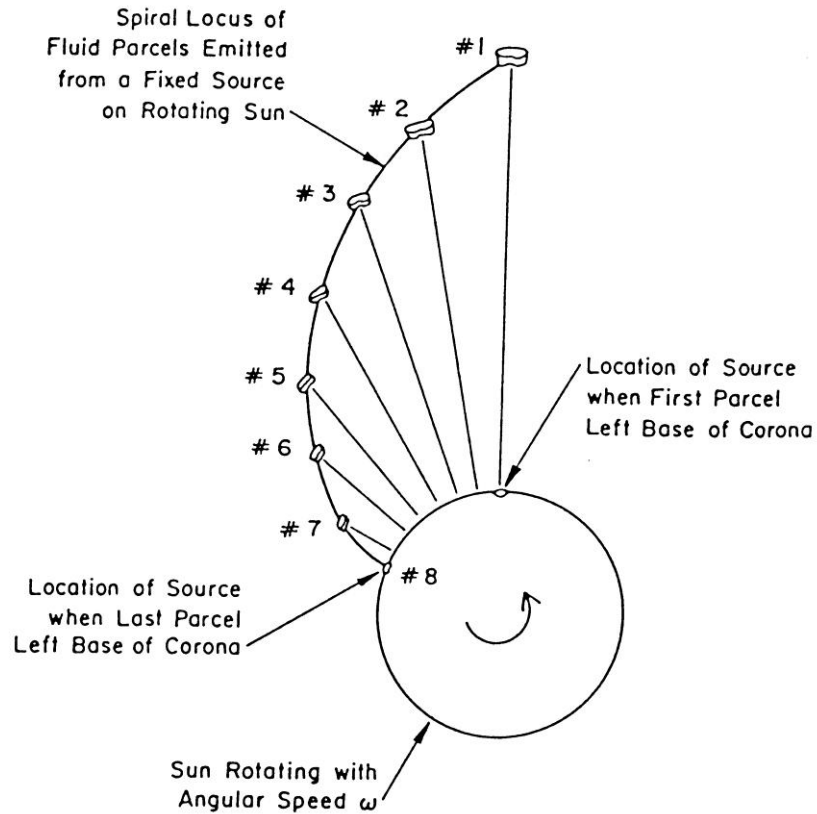 Spiral Locus of
Fluid Parcels Emitted
from a Fixed Source
on Rotating Sun
#1
#2
#3
#4
#5
#6
#7
#8
Location of Source
when First Parcel
Left Base of Corona
Location of Source
when Last Parcel
Left Base of Corona
Sun Rotating with
Angular Speed ω